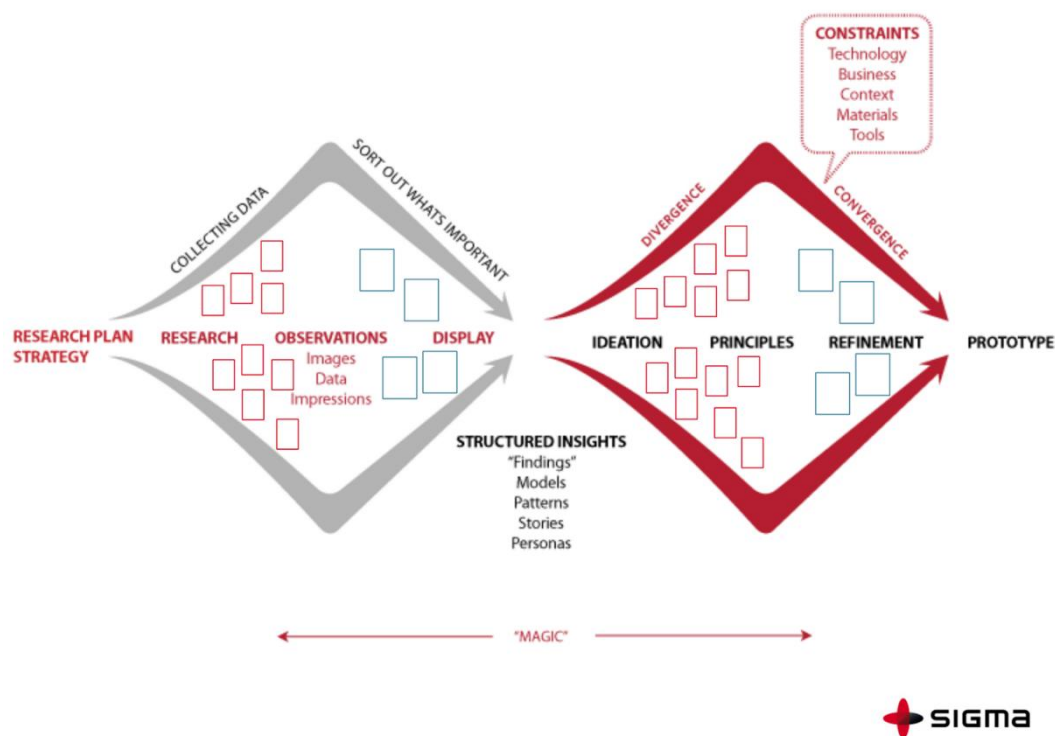 CONSTRAINTS
Technology
Business
Context
Materials
Tools
COLLECTING DATA
SORT OUT WHATS IMPORTANT
DIVERGENCE
CONVERGENCE
RESEARCH PLAN
STRATEGY
RESEARCH
OBSERVATIONS
Images
Data
Impressions
DISPLAY
STRUCTURED INSIGHTS
"Findings"
Models
Patterns
Stories
Personas
IDEATION
PRINCIPLES
REFINEMENT
PROTOTYPE
"MAGIC"
SIGMA